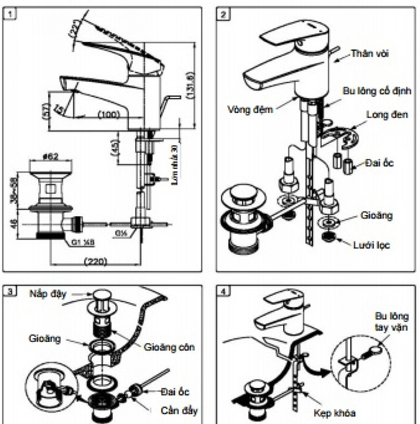 1
(22°)
(131.6)
15°
(57)
(100)
(45)
Lớn nhất 30
ø62
38~58
46
G1 ¼B
G½
(220)
2
Thân vòi
Vòng đệm
Bu lông cố định
Long đen
Đai ốc
Gioăng
Lưới lọc
3
Nắp đậy
Gioăng
Gioăng côn
Đai ốc
Cần đẩy
4
Bu lông
tay vặn
Kẹp khóa